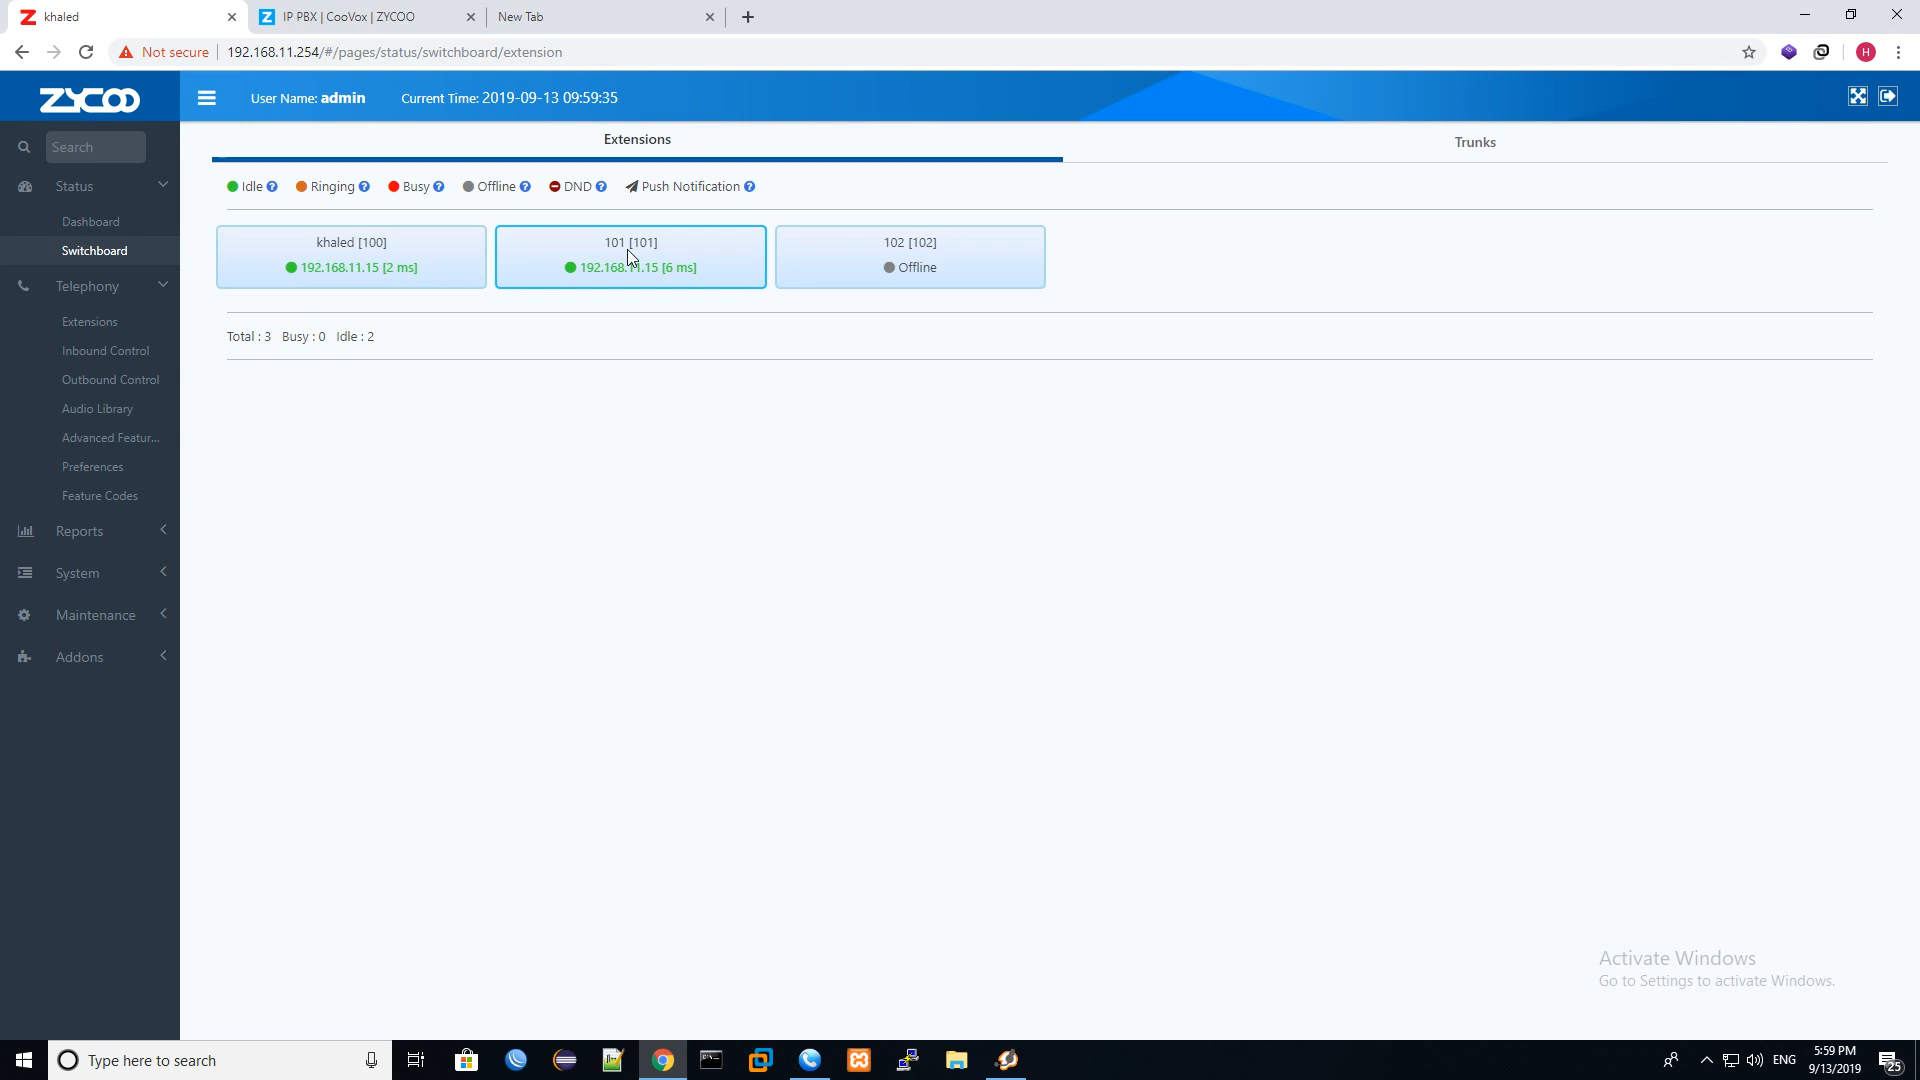 khaled
IP PBX | CooVox | ZYCOO
New Tab
Not secure
192.168.11.254/#/pages/status/switchboard/extension
H
ZYCOO
User Name: admin
Current Time: 2019-09-13 09:59:35
Search
Status
Dashboard
Switchboard
Telephony
Extensions
Inbound Control
Outbound Control
Audio Library
Advanced Featur...
Preferences
Feature Codes
Reports
System
Maintenance
Addons
Extensions
Trunks
Idle ? Ringing ? Busy ? Offline ? DND ? Push Notification ?
khaled [100]
192.168.11.15 [2 ms]
101 [101]
192.168.11.15 [6 ms]
102 [102]
Offline
Total : 3 Busy : 0 Idle : 2
Activate Windows
Go to Settings to activate Windows.
Type here to search
ENG
5:59 PM
9/13/2019
25